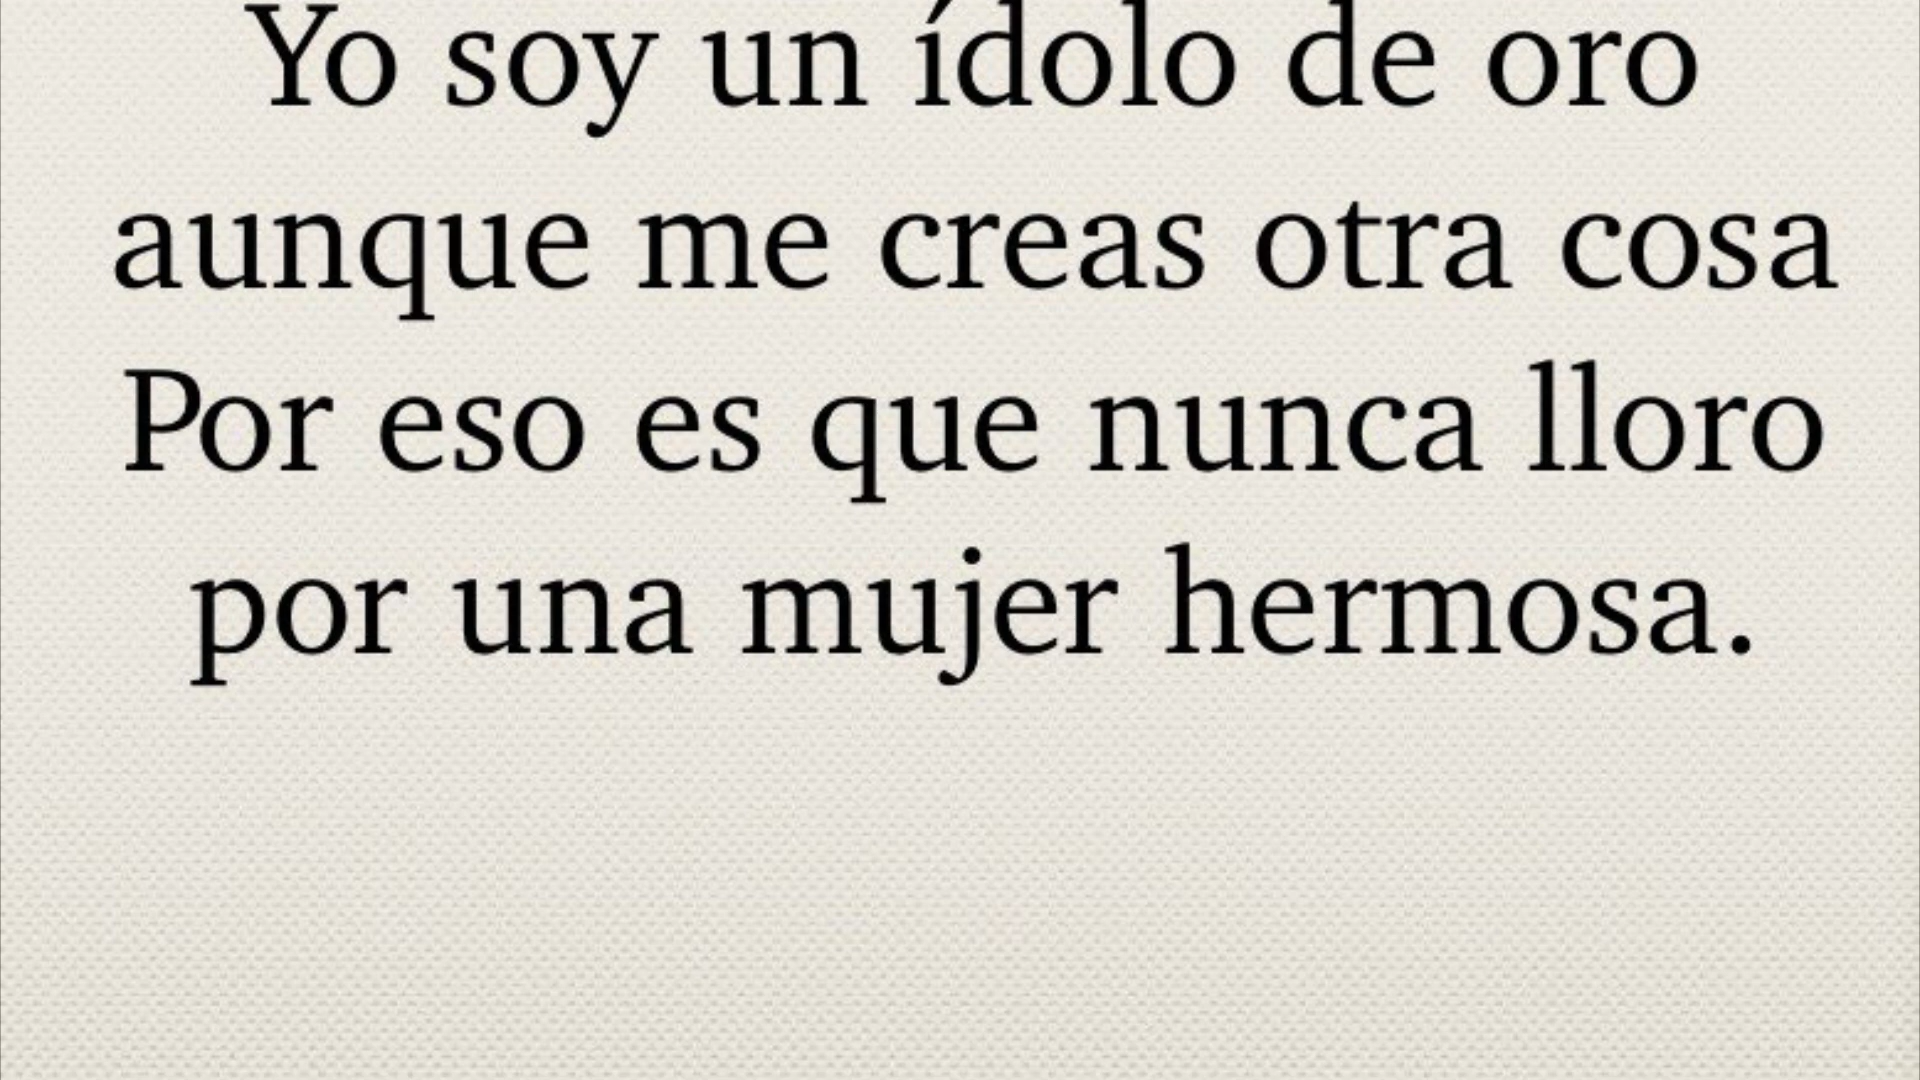 Yo soy un ídolo de oro
aunque me creas otra cosa
Por eso es que nunca lloro
por una mujer hermosa.